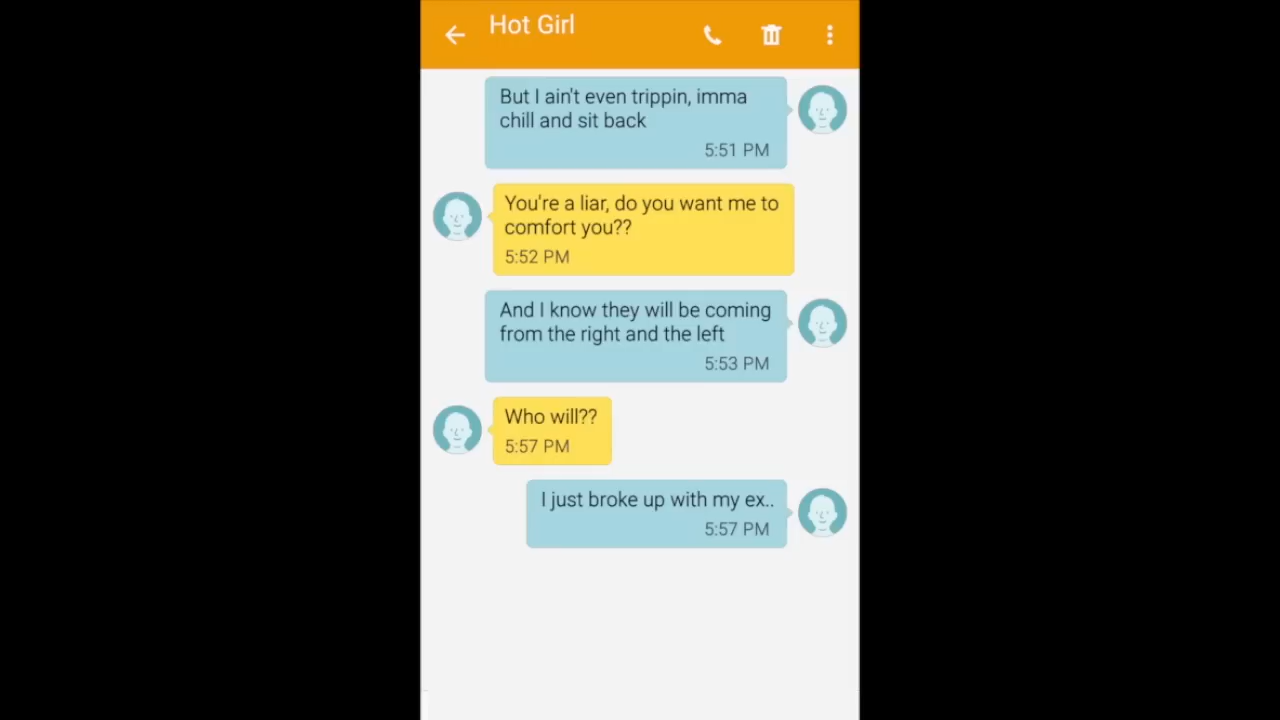 Hot Girl
But I ain't even trippin, imma
chill and sit back
5:51 PM
You're a liar, do you want me to
comfort you??
5:52 PM
And I know they will be coming
from the right and the left
5:53 PM
Who will??
5:57 PM
I just broke up with my ex..
5:57 PM